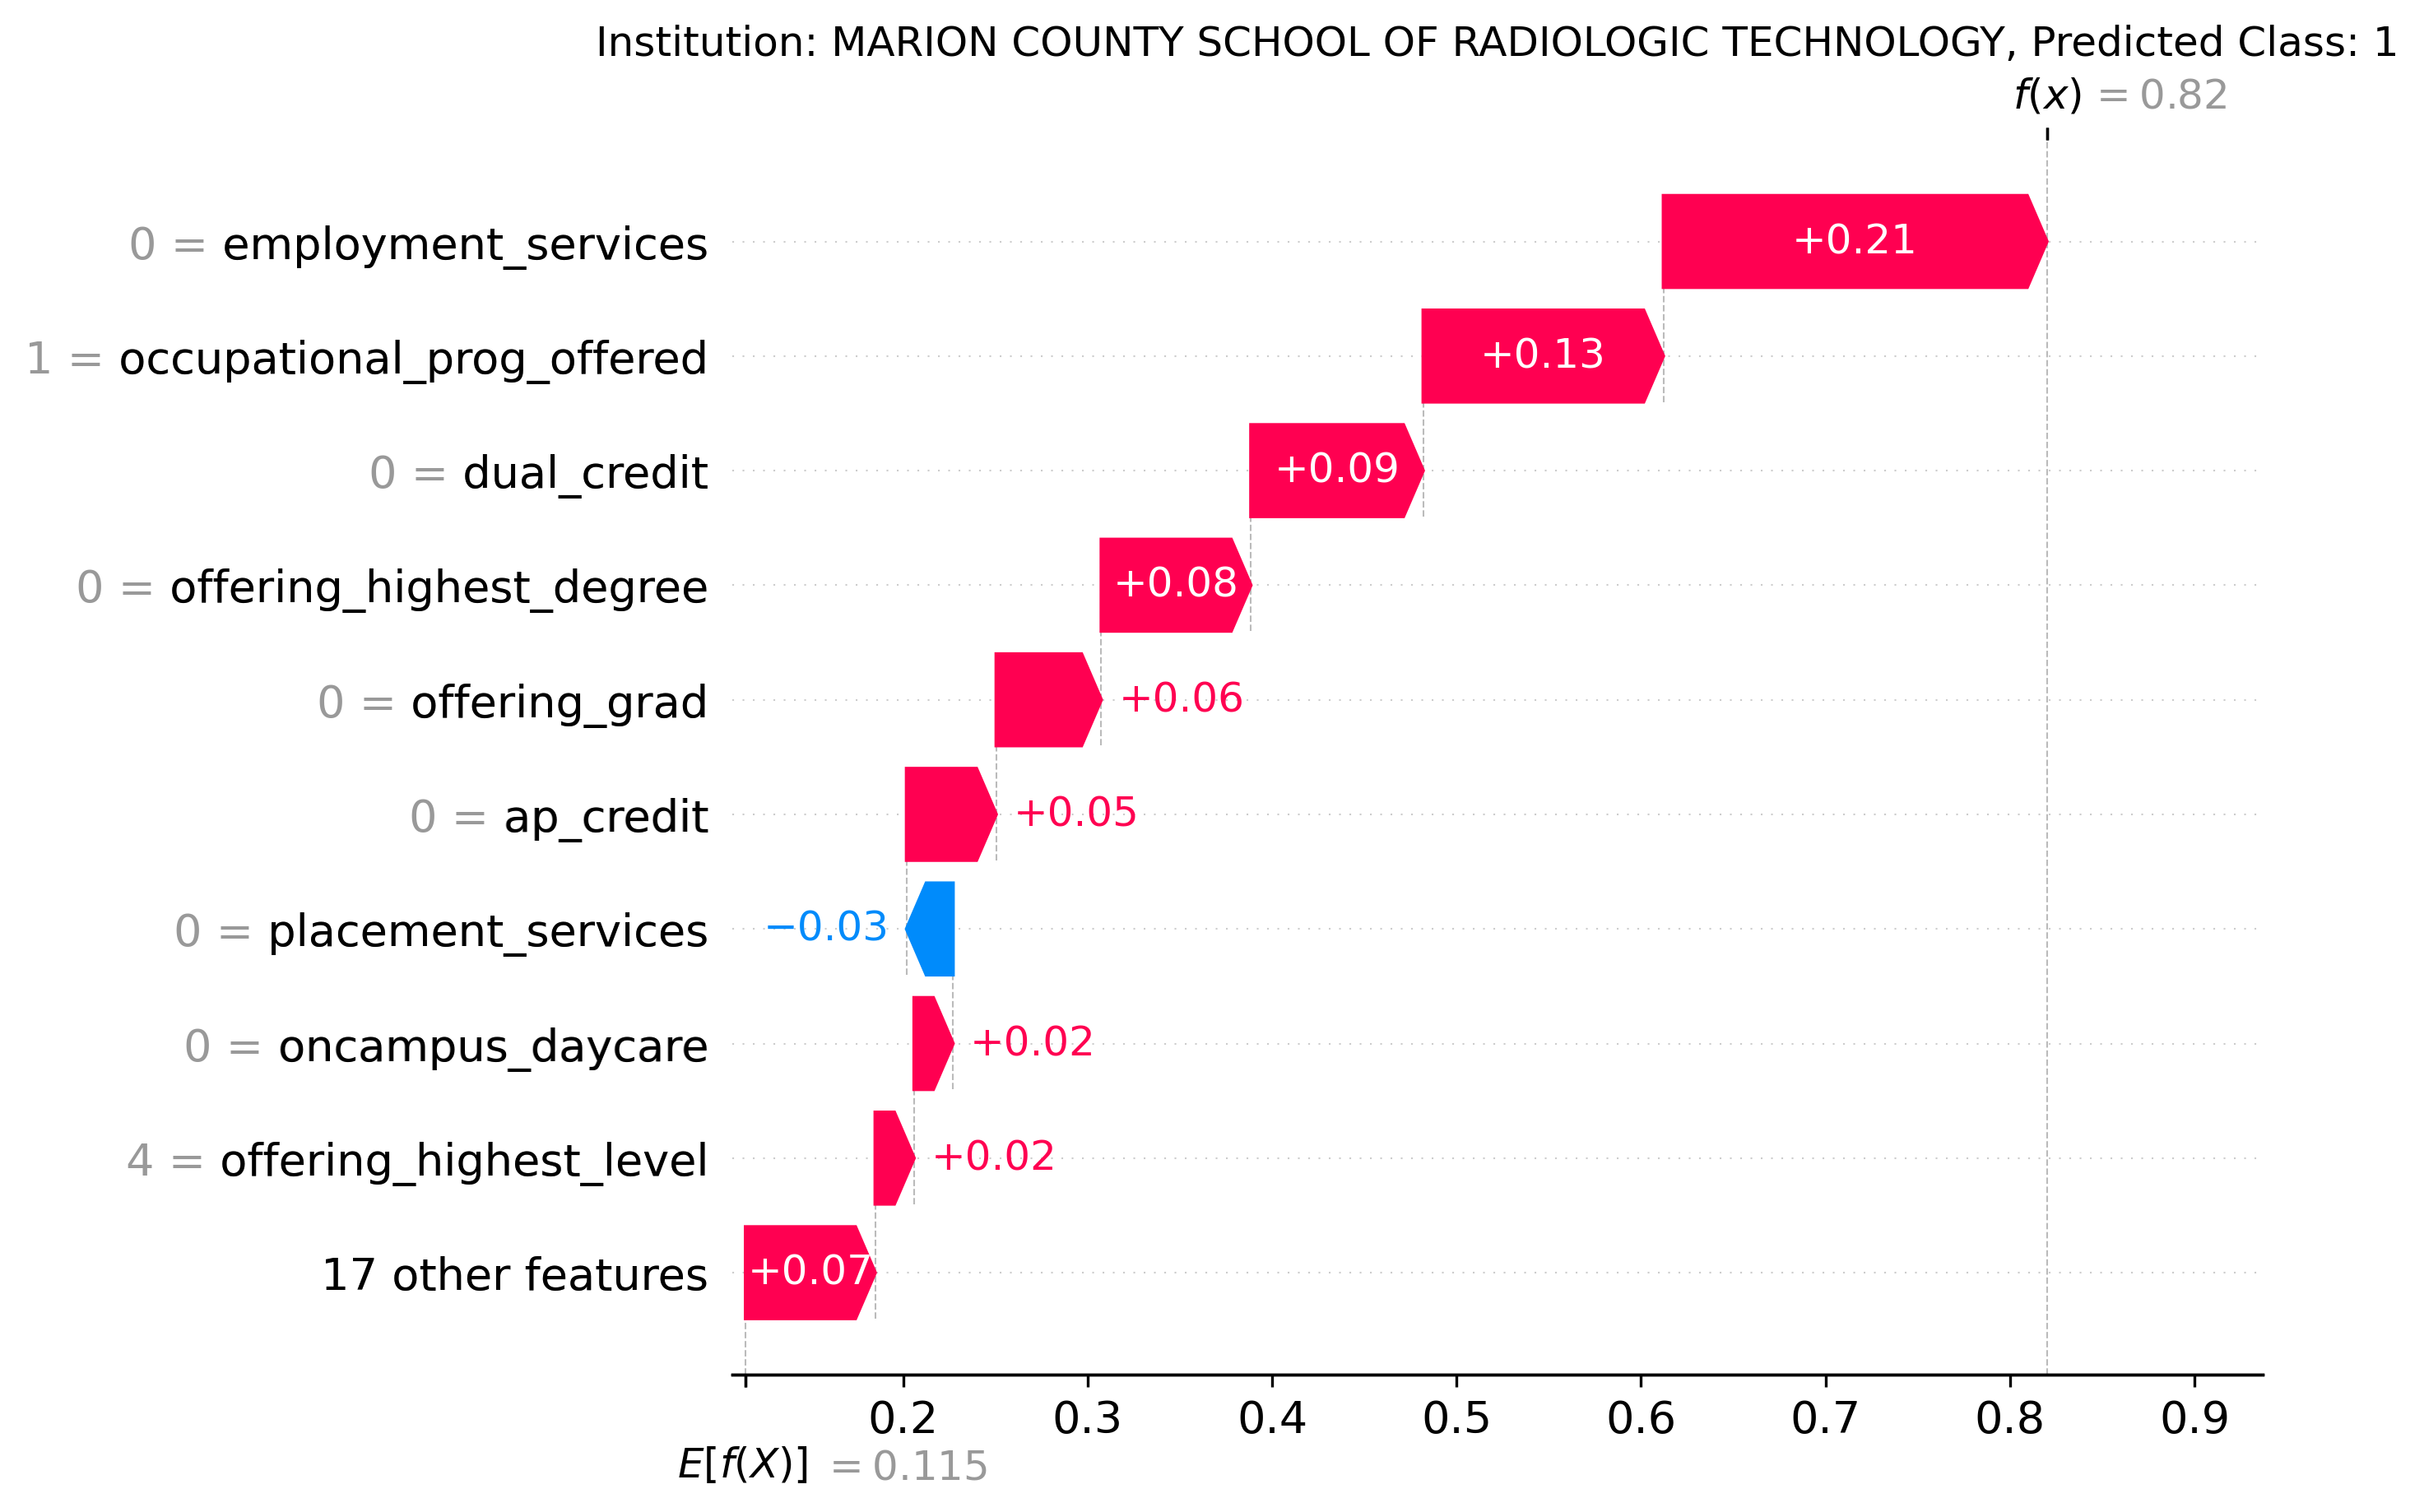 Institution: MARION COUNTY SCHOOL OF RADIOLOGIC TECHNOLOGY, Predicted Class: 1
f(x) = 0.82
0 = employment_services +0.21
1 = occupational_prog_offered +0.13
0 = dual_credit +0.09
0 = offering_highest_degree +0.08
0 = offering_grad +0.06
0 = ap_credit +0.05
0 = placement_services −0.03
0 = oncampus_daycare +0.02
4 = offering_highest_level +0.02
17 other features +0.07
0.2 0.3 0.4 0.5 0.6 0.7 0.8 0.9
E[f(X)] = 0.115